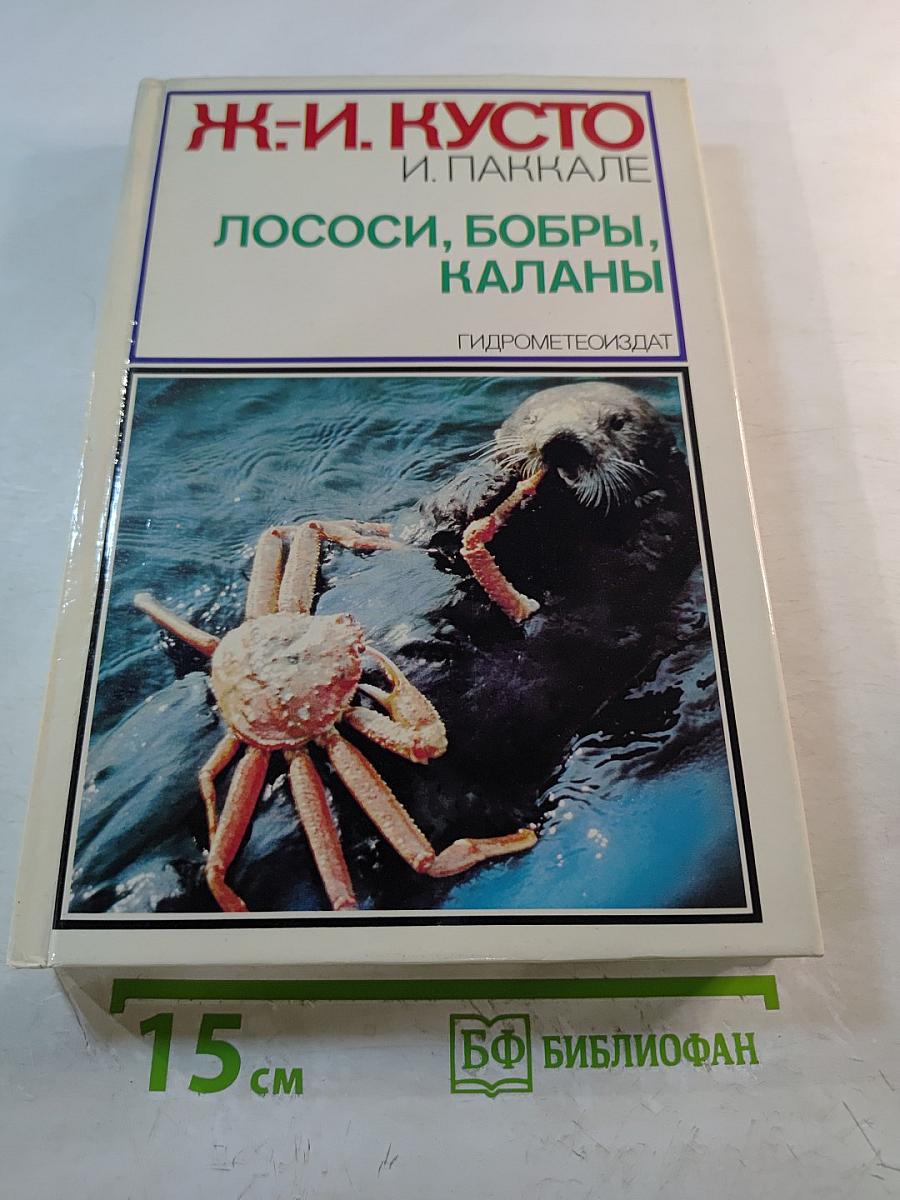 Ж.-И. КУСТО
И. ПАККАЛЕ
ЛОСОСИ, БОБРЫ,
КАЛАНЫ
ГИДРОМЕТЕОИЗДАТ
15 см
БФ БИБЛИОФАН